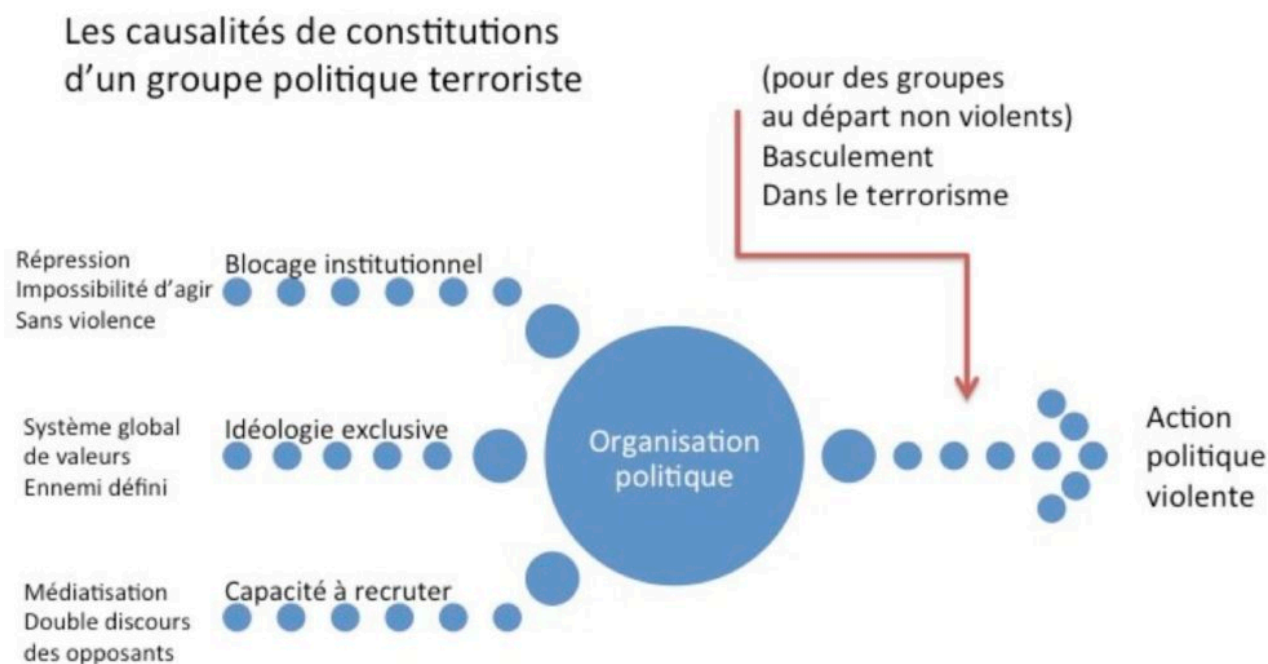 Les causalités de constitutions
d'un groupe politique terroriste
(pour des groupes
au départ non violents)
Basculement
Dans le terrorisme
Répression
Impossibilité d'agir
Sans violence
Blocage institutionnel
Système global
de valeurs
Ennemi défini
Idéologie exclusive
Organisation
politique
Action
politique
violente
Médiatisation
Double discours
des opposants
Capacité à recruter